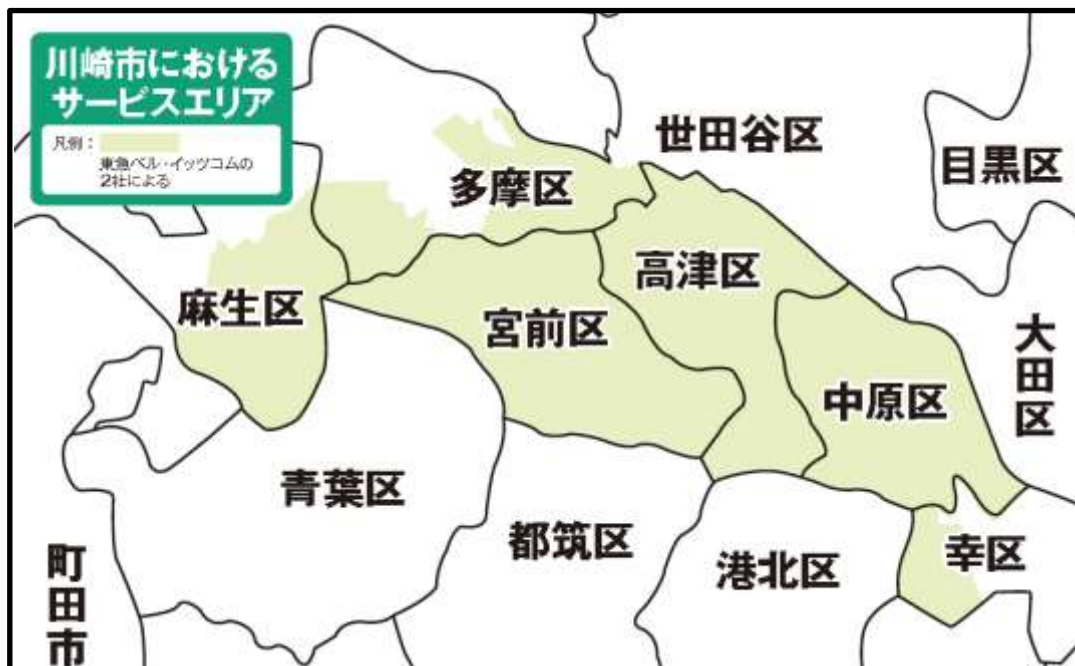 川崎市における
サービスエリア
凡例：
東急ベル・イッツコムの
2社による
世田谷区
目黒区
多摩区
高津区
麻生区
宮前区
大田区
中原区
青葉区
都筑区
港北区
幸区
町田市